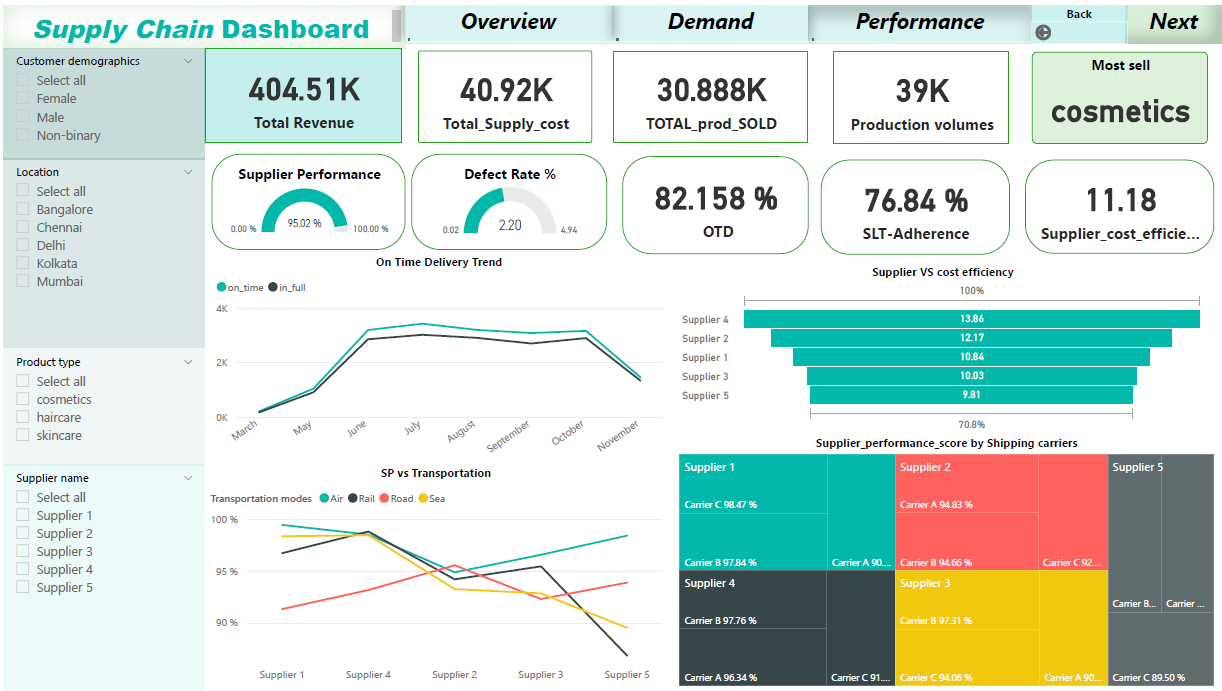 Supply Chain Dashboard
Overview
Demand
Performance
Back
Next
Customer demographics
Select all
Female
Male
Non-binary
Location
Select all
Bangalore
Chennai
Delhi
Kolkata
Mumbai
Product type
Select all
cosmetics
haircare
skincare
Supplier name
Select all
Supplier 1
Supplier 2
Supplier 3
Supplier 4
Supplier 5
404.51K
Total Revenue
40.92K
Total_Supply_cost
30.888K
TOTAL_prod_SOLD
39K
Production volumes
Most sell
cosmetics
Supplier Performance
95.02 %
0.00 %
100.00 %
Defect Rate %
2.20
0.02
4.94
82.158 %
OTD
76.84 %
SLT-Adherence
11.18
Supplier_cost_efficie...
On Time Delivery Trend
on_time in_full
4K
2K
0K
March May June July August September October November
SP vs Transportation
Transportation modes Air Rail Road Sea
100 %
95 %
90 %
Supplier 1 Supplier 4 Supplier 2 Supplier 3 Supplier 5
Supplier VS cost efficiency
100%
Supplier 4 13.86
Supplier 2 12.17
Supplier 1 10.84
Supplier 3 10.03
Supplier 5 9.81
70.8%
Supplier_performance_score by Shipping carriers
Supplier 1
Carrier C 98.47 %
Carrier B 97.84 %
Carrier A 90....
Supplier 2
Carrier A 94.83 %
Carrier B 94.66 %
Carrier C 92....
Supplier 5
Carrier B...
Carrier ...
Carrier C 89.50 %
Supplier 4
Carrier B 97.76 %
Carrier A 96.34 %
Carrier C 91....
Supplier 3
Carrier B 97.31 %
Carrier C 94.06 %
Carrier A 90....